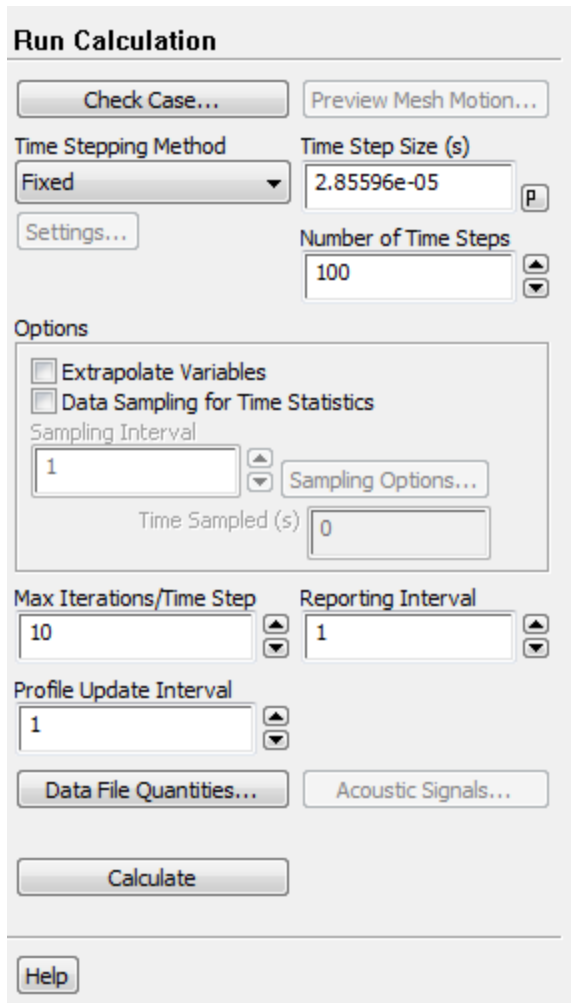 Run Calculation
Check Case... Preview Mesh Motion...
Time Stepping Method Time Step Size (s)
Fixed 2.85596e-05 P
Settings... Number of Time Steps
100
Options
Extrapolate Variables
Data Sampling for Time Statistics
Sampling Interval
1 Sampling Options...
Time Sampled (s) 0
Max Iterations/Time Step Reporting Interval
10 1
Profile Update Interval
1
Data File Quantities... Acoustic Signals...
Calculate
Help